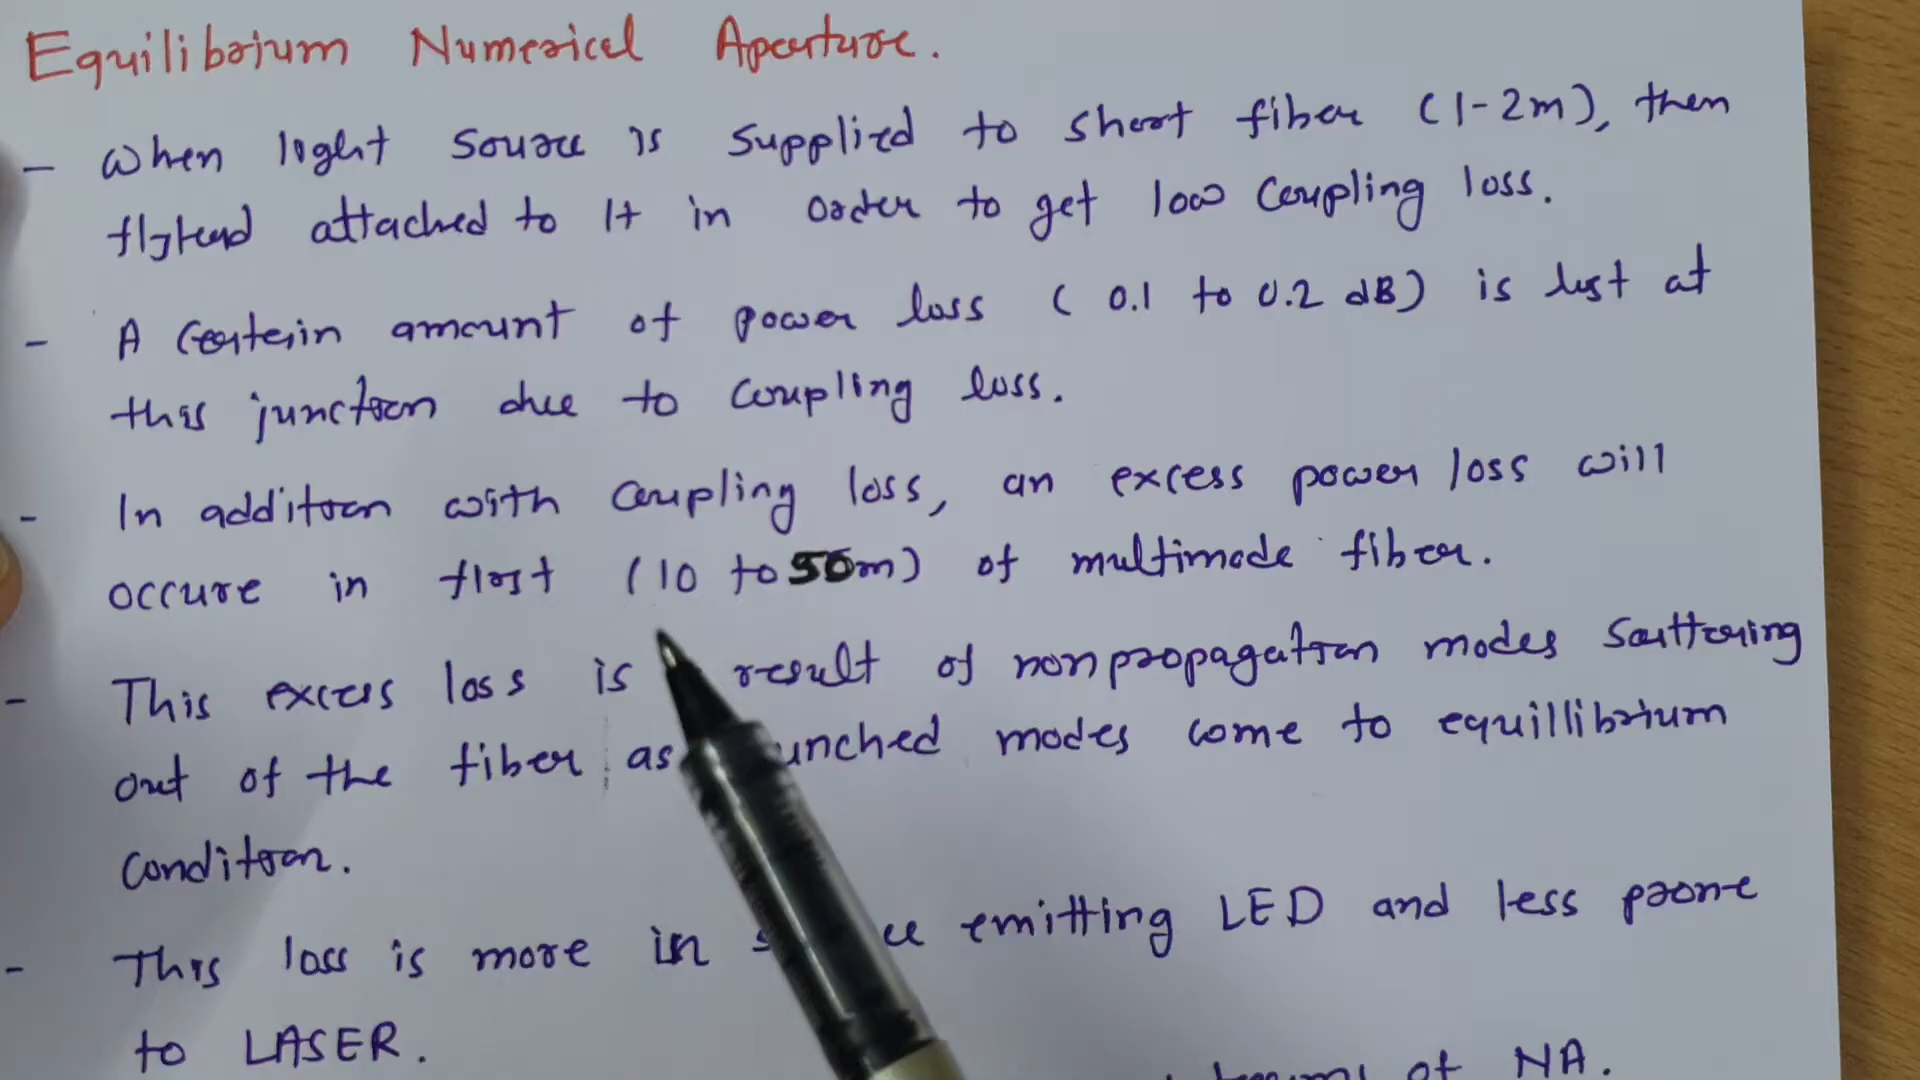 Equilibrium Numerical Aperture.
- When light source is supplied to short fiber (1-2m), then
flylead attached to It in order to get low coupling loss.
- A certain amount of power loss ( 0.1 to 0.2 dB) is lost at
this junction due to coupling loss.
- In addition with coupling loss, an excess power loss will
occure in first (10 to 50m) of multimode fiber.
- This excess loss is result of nonpropagation modes scattering
out of the fiber as unched modes come to equillibrium
condition.
- This loss is more in emitting LED and less prone
to LASER.
of NA.